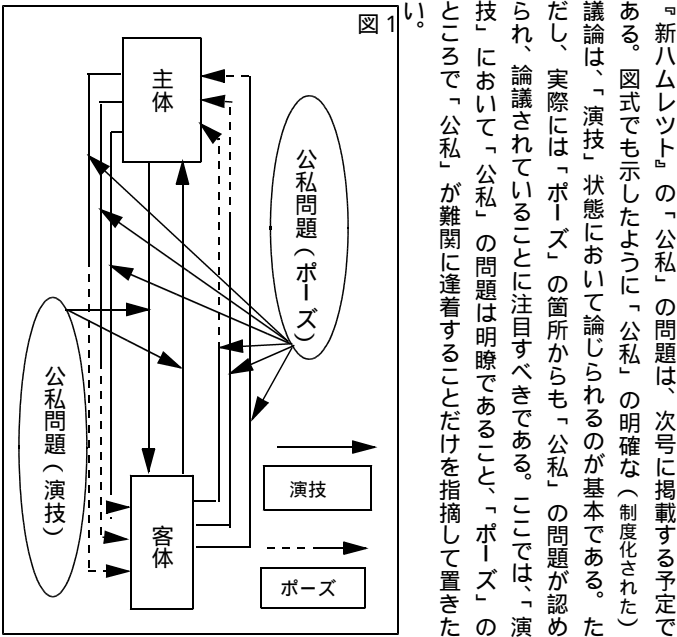 『新ハムレツト』の「公私」の問題は、次号に掲載する予定で
ある。図式でも示したように「公私」の明確な（制度化された）
議論は、「演技」状態において論じられるのが基本である。た
だし、実際には「ポーズ」の箇所からも「公私」の問題が認め
られ、論議されていることに注目すべきである。ここでは、「演
技」において「公私」の問題は明瞭であること、「ポーズ」の
ところで「公私」が難関に逢着することだけを指摘して置きた
い。
図 1
主体
公私問題（ポーズ）
公私問題（演技）
客体
演技
ポーズ